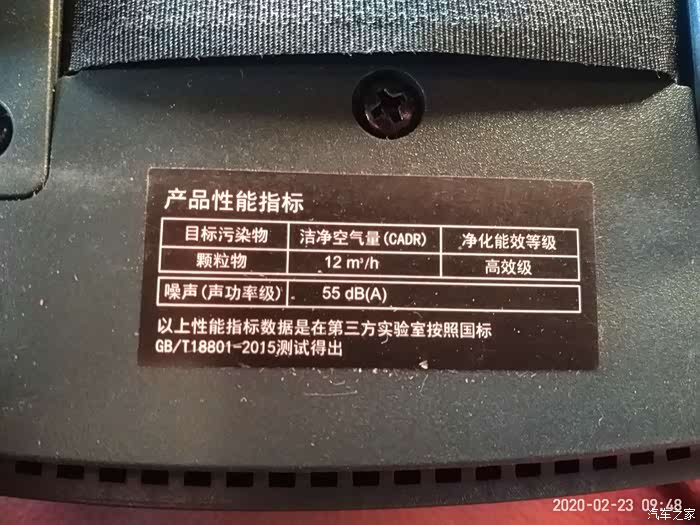 产品性能指标
目标污染物 洁净空气量(CADR) 净化能效等级
颗粒物 12 m³/h 高效级
噪声(声功率级) 55 dB(A)
以上性能指标数据是在第三方实验室按照国标
GB/T18801-2015测试得出
2020-02-23 09:48
汽车之家